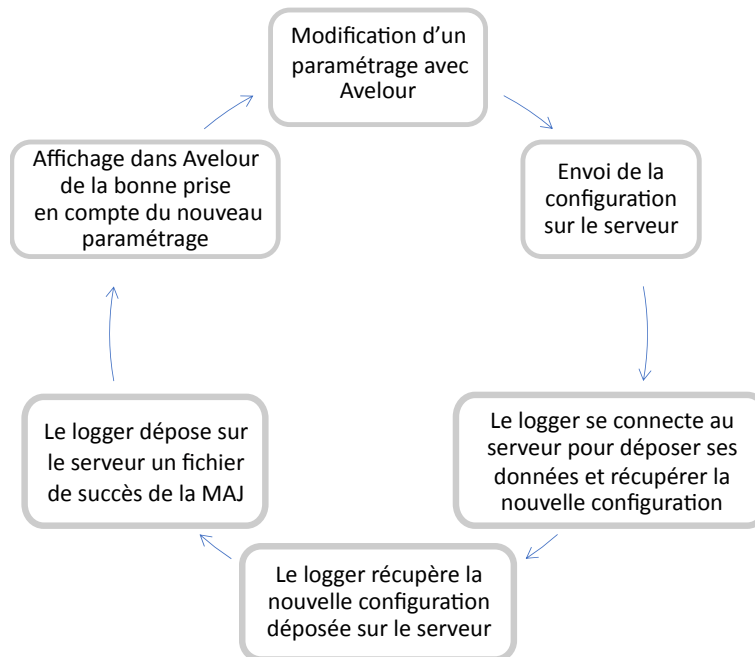 Modification d’un
paramétrage avec
Avelour
Envoi de la
configuration
sur le serveur
Le logger se connecte au
serveur pour déposer ses
données et récupérer la
nouvelle configuration
Le logger récupère la
nouvelle configuration
déposée sur le serveur
Le logger dépose sur
le serveur un fichier
de succès de la MAJ
Affichage dans Avelour
de la bonne prise
en compte du nouveau
paramétrage